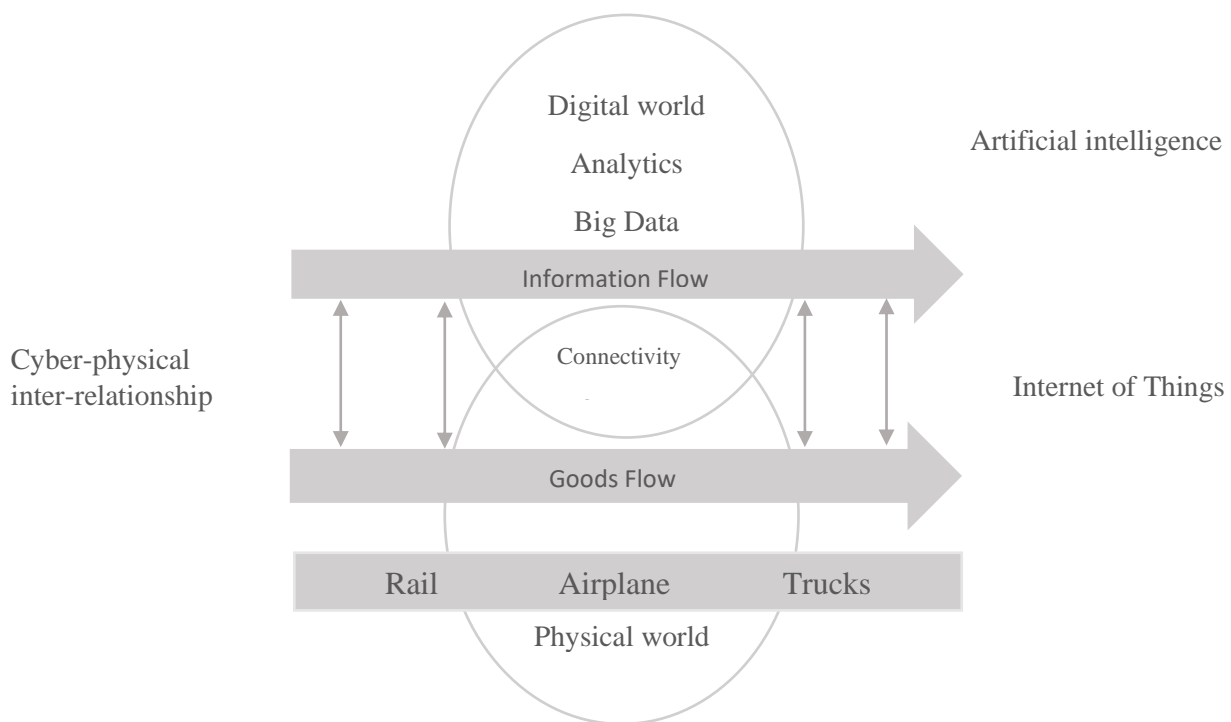 Digital world
Artificial intelligence
Analytics
Big Data
Information Flow
Connectivity
Cyber-physical
inter-relationship
Internet of Things
Goods Flow
Rail Airplane Trucks
Physical world